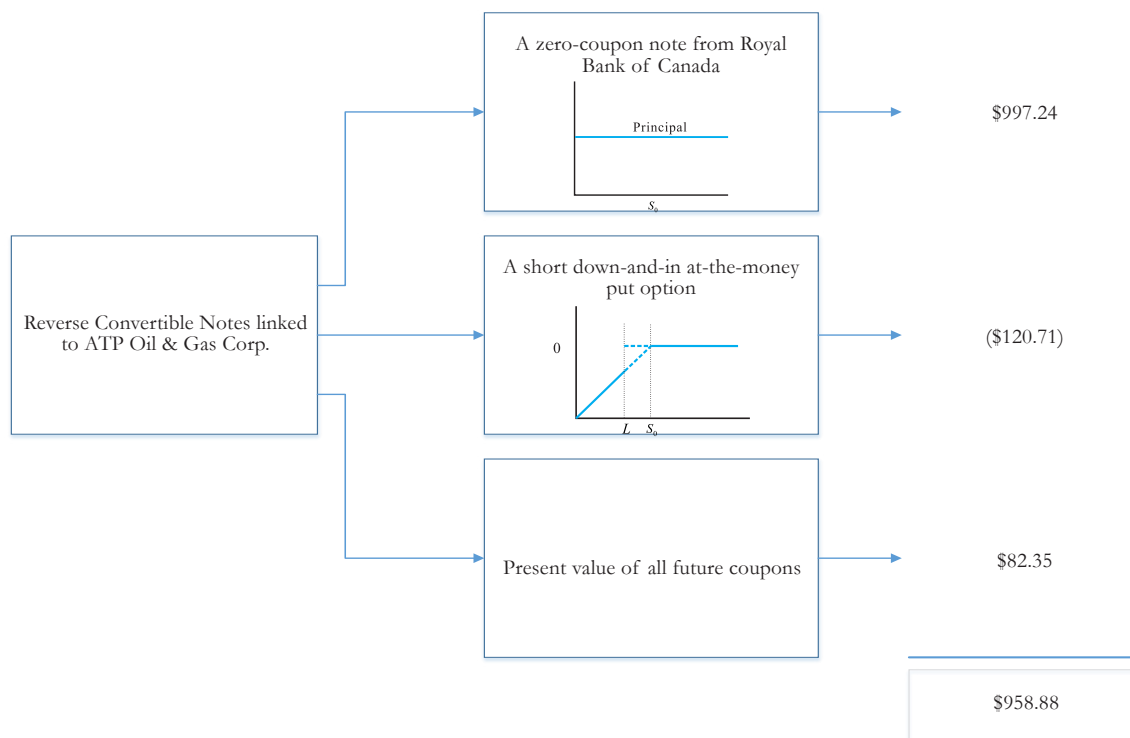 A zero-coupon note from Royal
Bank of Canada
Principal
S₀
$997.24
Reverse Convertible Notes linked
to ATP Oil & Gas Corp.
A short down-and-in at-the-money
put option
0
L S₀
($120.71)
Present value of all future coupons
$82.35
$958.88